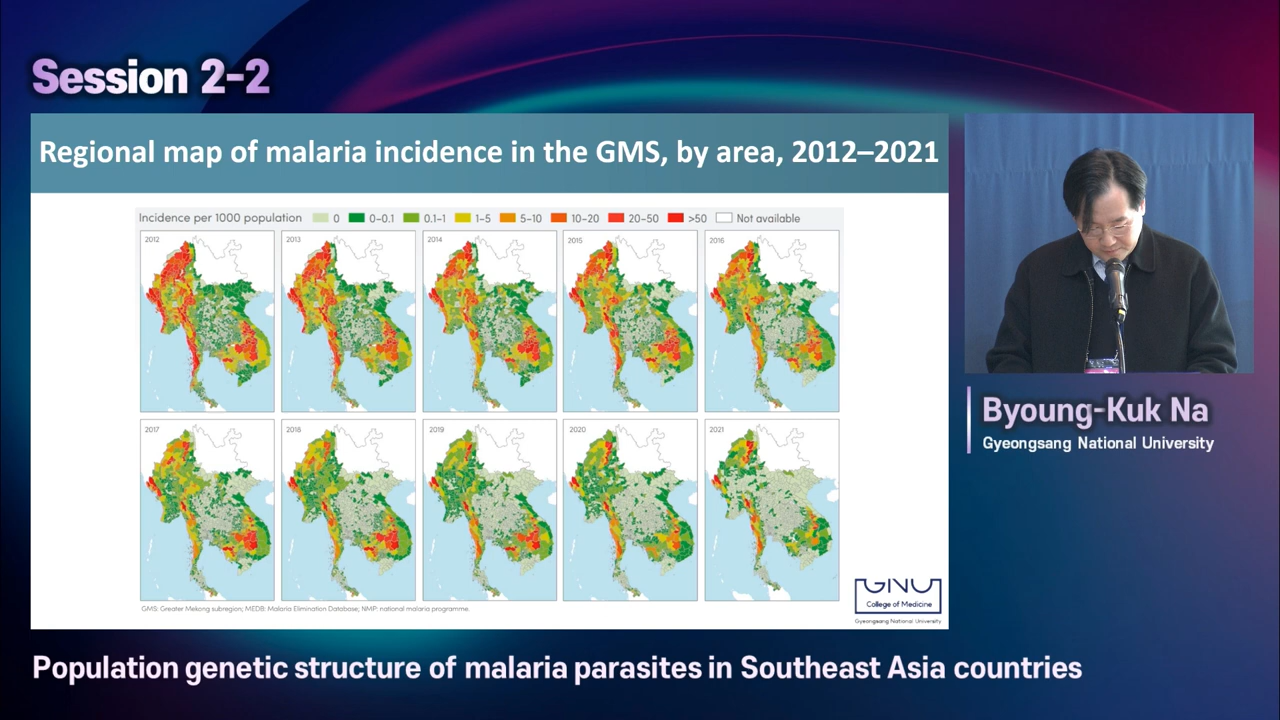 Session 2-2
Regional map of malaria incidence in the GMS, by area, 2012–2021
Incidence per 1000 population 0 0–0.1 0.1–1 1–5 5–10 10–20 20–50 >50 Not available
2012 2013 2014 2015 2016
2017 2018 2019 2020 2021
GMS: Greater Mekong subregion; MEDB: Malaria Elimination Database; NMP: national malaria programme.
GNU
College of Medicine
Gyeongsang National University
Byoung-Kuk Na
Gyeongsang National University
Population genetic structure of malaria parasites in Southeast Asia countries